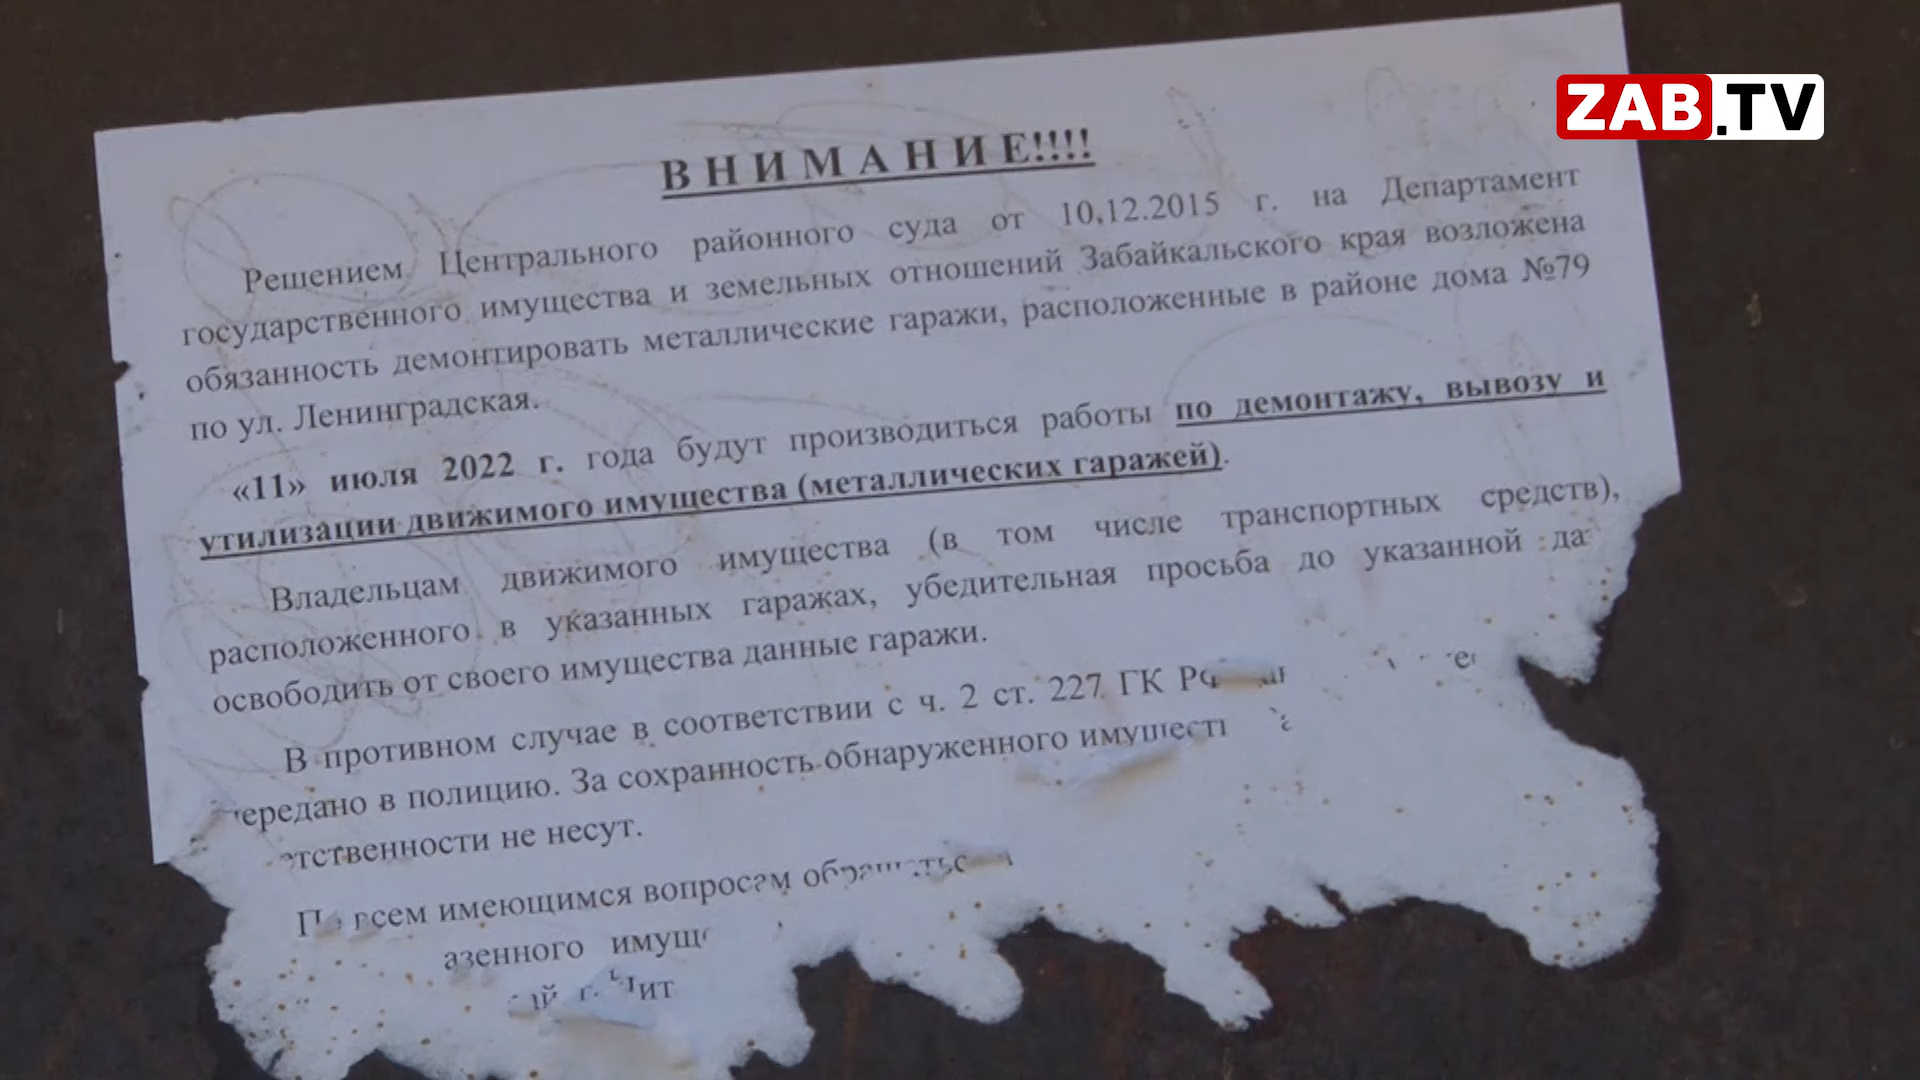 ZAB.TV
ВНИМАНИЕ!!!!
Решением Центрального районного суда от 10.12.2015 г. на Департамент
государственного имущества и земельных отношений Забайкальского края возложена
обязанность демонтировать металлические гаражи, расположенные в районе дома №79
по ул. Ленинградская.
«11» июля 2022 г. года будут производиться работы по демонтажу, вывозу и
утилизации движимого имущества (металлических гаражей).
Владельцам движимого имущества (в том числе транспортных средств),
расположенного в указанных гаражах, убедительная просьба до указанной
освободить от своего имущества данные гаражи.
В противном случае в соответствии с ч. 2 ст. 227 ГК РФ
в полицию. За сохранность обнаруженного
не несут.
всем имеющимся вопросам
г.